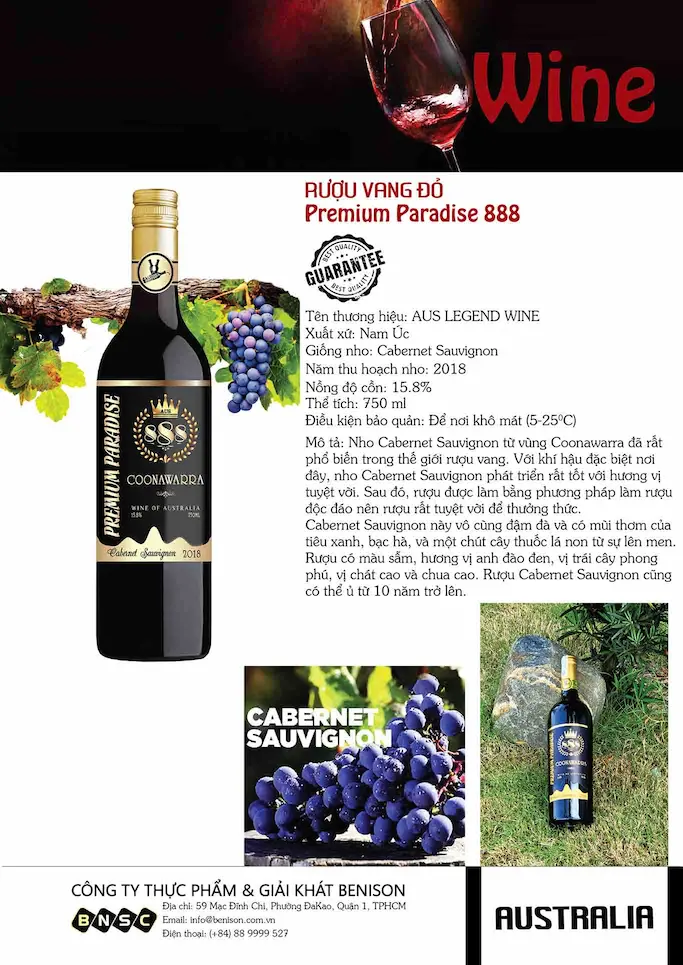 Wine
RƯỢU VANG ĐỎ
Premium Paradise 888
BEST QUALITY
GUARANTEE
BEST QUALITY
Tên thương hiệu: AUS LEGEND WINE
Xuất xứ: Nam Úc
Giống nho: Cabernet Sauvignon
Năm thu hoạch nho: 2018
Nồng độ cồn: 15.8%
Thể tích: 750 ml
Điều kiện bảo quản: Để nơi khô mát (5-25⁰C)
Mô tả: Nho Cabernet Sauvignon từ vùng Coonawarra đã rất
phổ biến trong thế giới rượu vang. Với khí hậu đặc biệt nơi
đây, nho Cabernet Sauvignon phát triển rất tốt với hương vị
tuyệt vời. Sau đó, rượu được làm bằng phương pháp làm rượu
độc đáo nên rượu rất tuyệt vời để thưởng thức.
Cabernet Sauvignon này vô cùng đậm đà và có mùi thơm của
tiêu xanh, bạc hà, và một chút cây thuốc lá non từ sự lên men.
Rượu có màu sẫm, hương vị anh đào đen, vị trái cây phong
phú, vị chát cao và chua cao. Rượu Cabernet Sauvignon cũng
có thể ủ từ 10 năm trở lên.
PREMIUM PARADISE
888
COONAWARRA
WINE OF AUSTRALIA
15.8%
Cabernet Sauvignon 2018
CABERNET
SAUVIGNON
PREMIUM PARADISE
888
COONAWARRA
CÔNG TY THỰC PHẨM & GIẢI KHÁT BENISON
BNSC
Địa chỉ: 59 Mạc Đĩnh Chi, Phường ĐaKao, Quận 1, TPHCM
Email: info@benison.com.vn
Điện thoại: (+84) 88 9999 527
AUSTRALIA